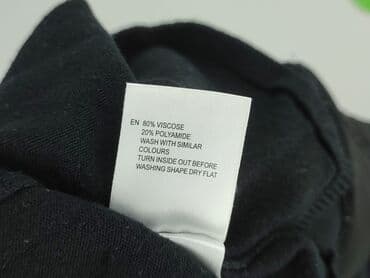 EN 80% VISCOSE
20% POLYAMIDE
WASH WITH SIMILAR
COLOURS
TURN INSIDE OUT BEFORE
WASHING SHAPE DRY FLAT